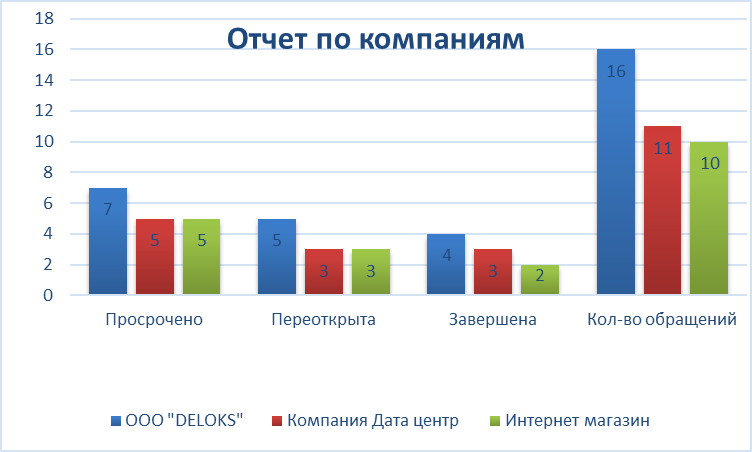 Отчет по компаниям
18
16
14
12
10
8
6
4
2
0
7 5 5 5 3 3 4 3 2 16 11 10
Просрочено Переоткрыта Завершена Кол-во обращений
ООО "DELOKS" Компания Дата центр Интернет магазин